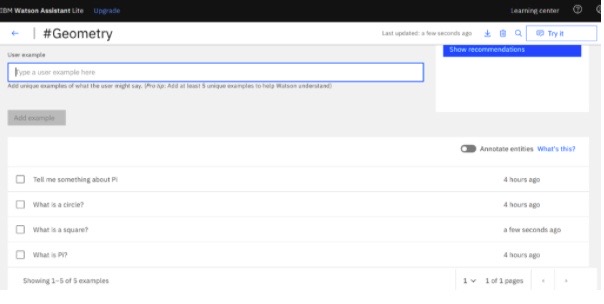 IBM Watson Assistant Lite Upgrade Learning center
#Geometry Last updated: a few seconds ago Try it
User example Show recommendations
Type a user example here
Add unique examples of what the user might say. (Pro tip: Add at least 5 unique examples to help Watson understand)
Add example
Annotate entities What's this?
Tell me something about Pi 4 hours ago
What is a circle? 4 hours ago
What is a square? a few seconds ago
What is PI? 4 hours ago
Showing 1–5 of 5 examples 1 1 of 1 pages